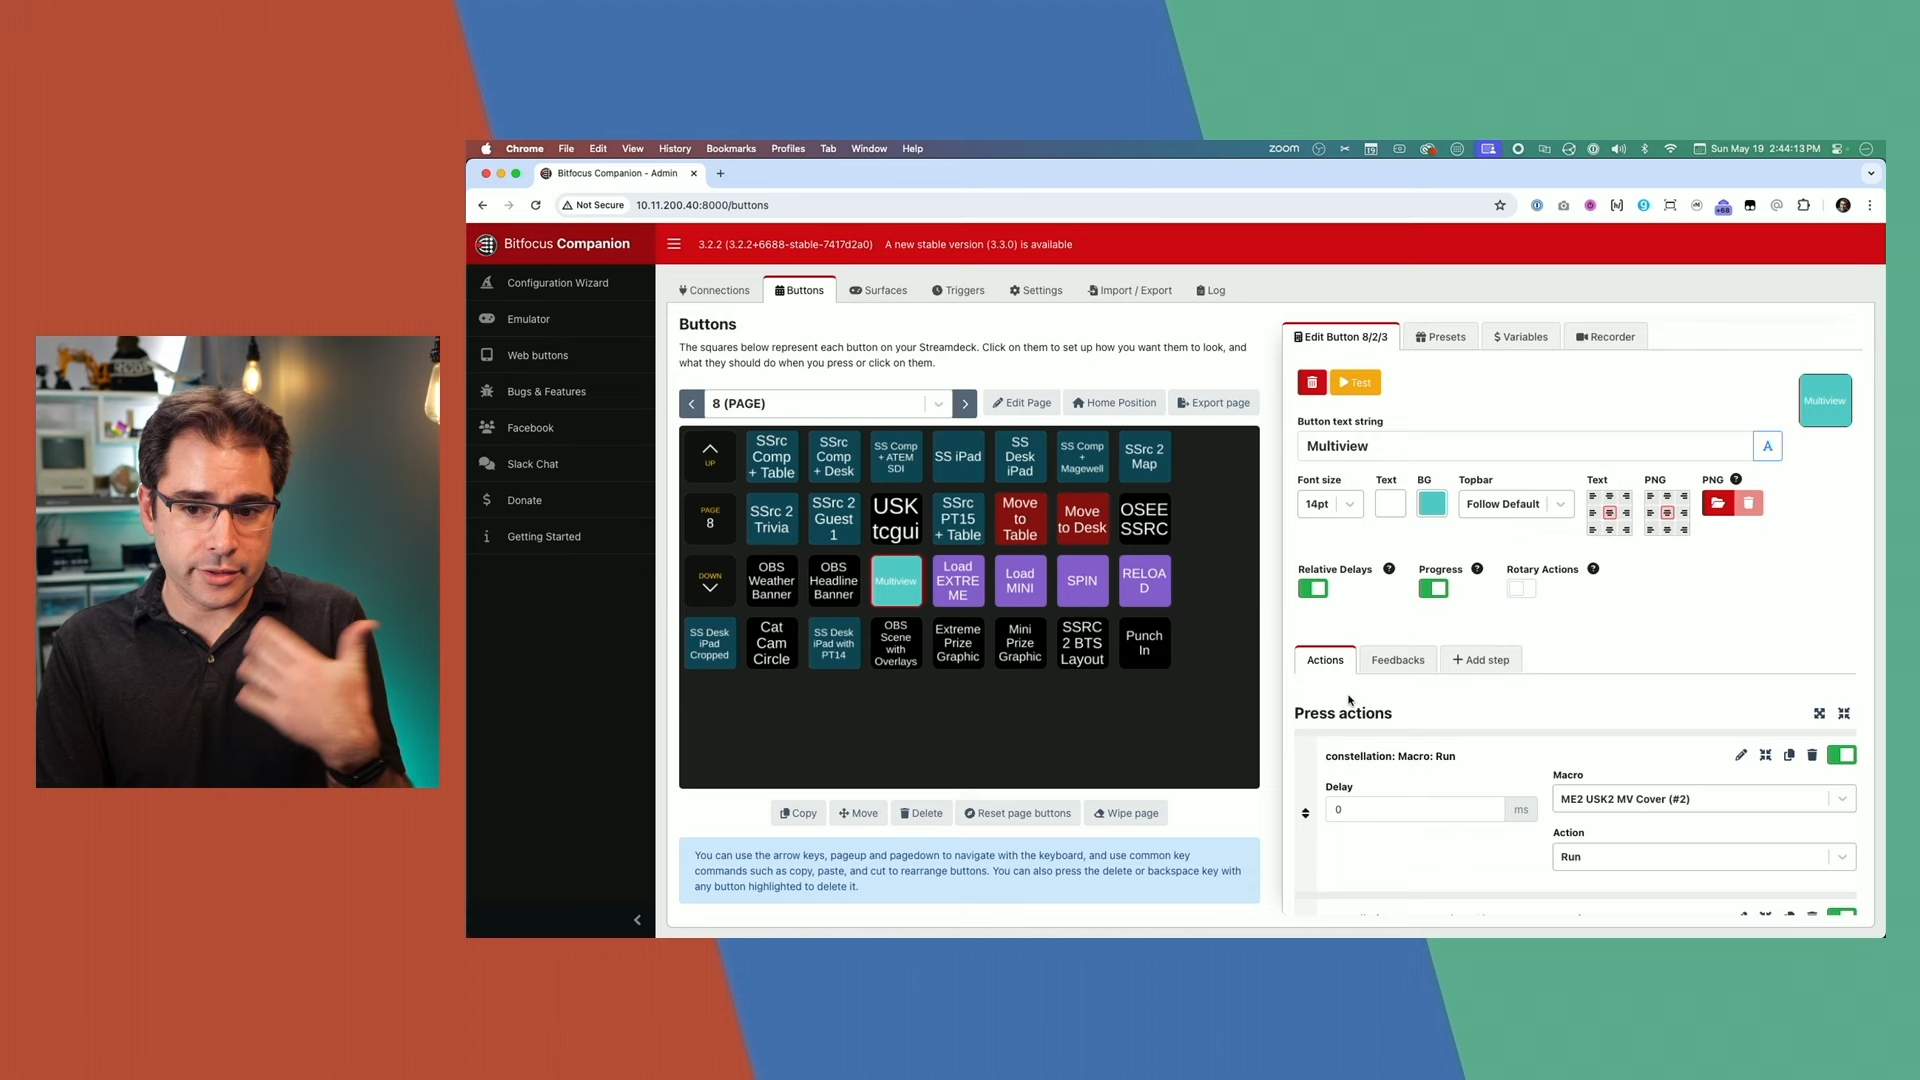 Chrome File Edit View History Bookmarks Profiles Tab Window Help
zoom
Sun May 19 2:44:13 PM
Bitfocus Companion - Admin
Not Secure 10.11.200.40:8000/buttons
+68
Bitfocus Companion
3.2.2 (3.2.2+6688-stable-7417d2a0) A new stable version (3.3.0) is available
Configuration Wizard
Emulator
Web buttons
Bugs & Features
Facebook
Slack Chat
Donate
Getting Started
Connections Buttons Surfaces Triggers Settings Import / Export Log
Buttons
The squares below represent each button on your Streamdeck. Click on them to set up how you want them to look, and
what they should do when you press or click on them.
8 (PAGE)
Edit Page Home Position Export page
UP
SSrc
Comp
+ Table
SSrc
Comp
+ Desk
SS Comp
+ ATEM
SDI
SS iPad
SS
Desk
iPad
SS Comp
+
Magewell
SSrc 2
Map
PAGE
8
SSrc 2
Trivia
SSrc 2
Guest
1
USK
tcgui
SSrc
PT15
+ Table
Move
to
Table
Move
to Desk
OSEE
SSRC
DOWN
OBS
Weather
Banner
OBS
Headline
Banner
Multiview
Load
EXTRE
ME
Load
MINI
SPIN
RELOA
D
SS Desk
iPad
Cropped
Cat
Cam
Circle
SS Desk
iPad with
PT14
OBS
Scene
with
Overlays
Extreme
Prize
Graphic
Mini
Prize
Graphic
SSRC
2 BTS
Layout
Punch
In
Copy Move Delete Reset page buttons Wipe page
You can use the arrow keys, pageup and pagedown to navigate with the keyboard, and use common key
commands such as copy, paste, and cut to rearrange buttons. You can also press the delete or backspace key with
any button highlighted to delete it.
Edit Button 8/2/3 Presets Variables Recorder
Test
Multiview
Button text string
Multiview
A
Font size Text BG Topbar Text PNG PNG
14pt Follow Default
Relative Delays Progress Rotary Actions
Actions Feedbacks Add step
Press actions
constellation: Macro: Run
Delay
0 ms
Macro
ME2 USK2 MV Cover (#2)
Action
Run